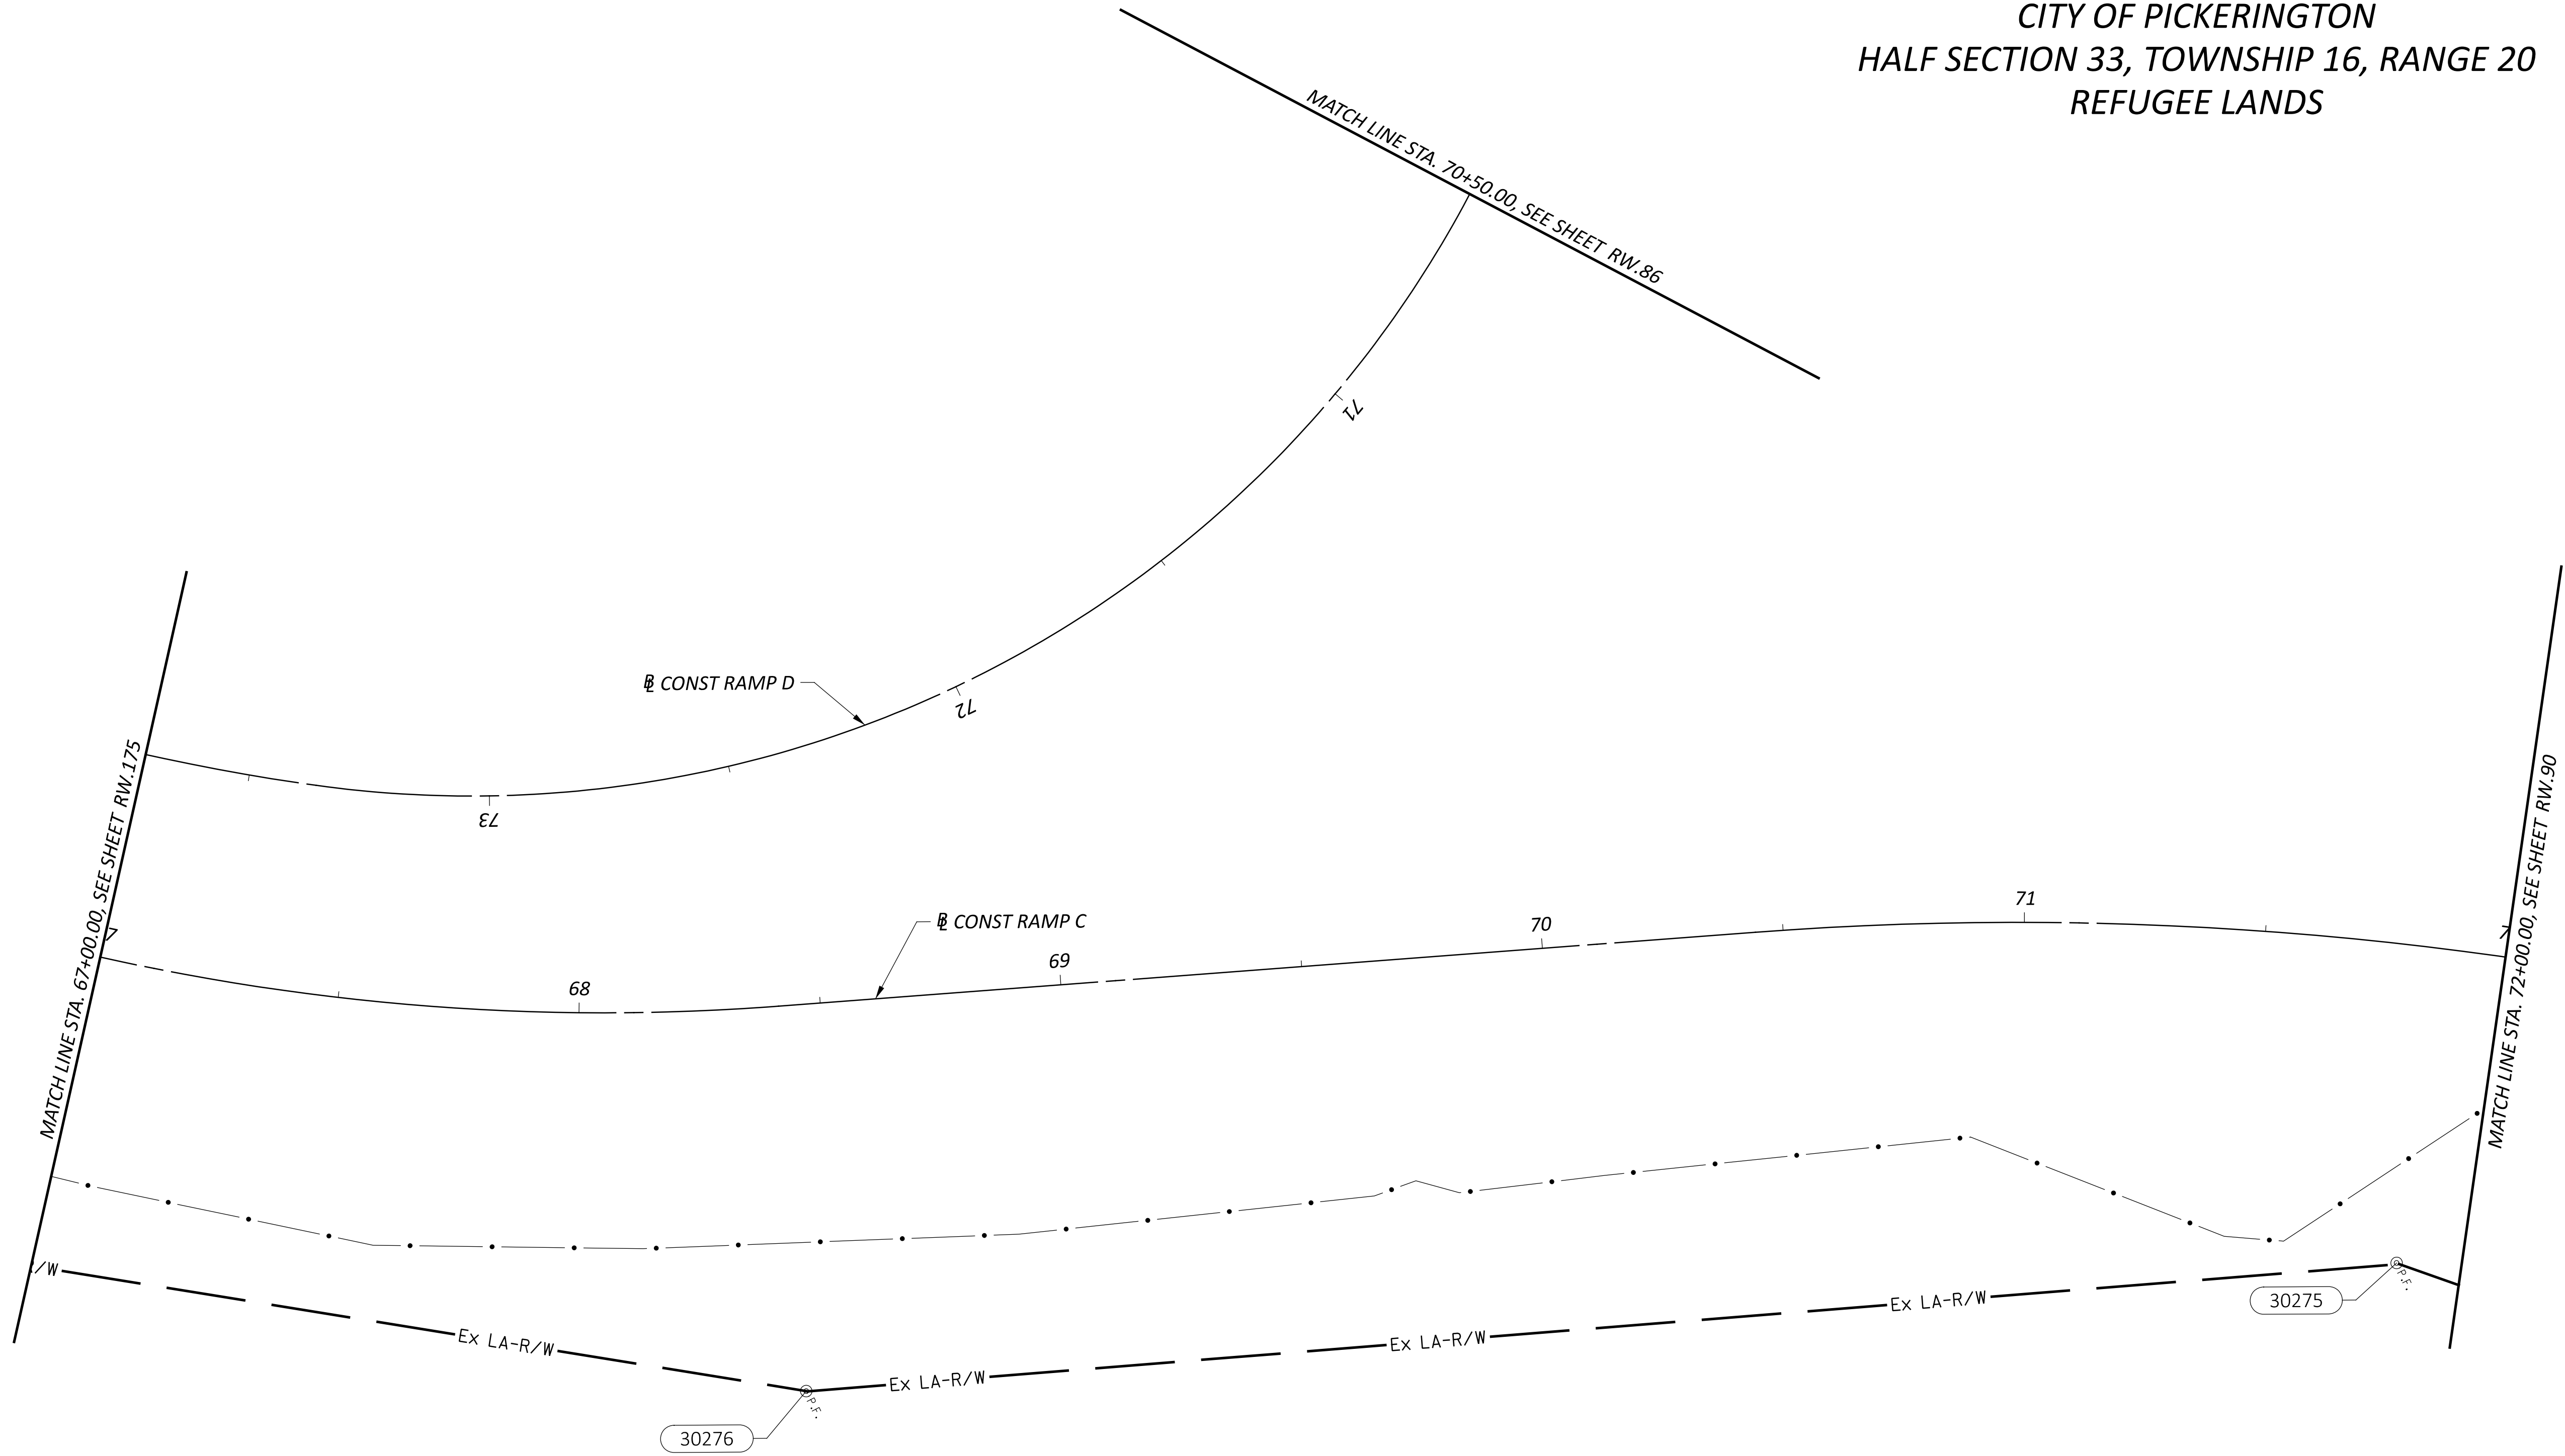 CITY OF PICKERINGTON
HALF SECTION 33, TOWNSHIP 16, RANGE 20
REFUGEE LANDS
MATCH LINE STA. 70+50.00, SEE SHEET RW.86
71
72
73
℄ CONST RAMP D
MATCH LINE STA. 67+00.00, SEE SHEET RW.175
7
68
69
70
71
7
℄ CONST RAMP C
MATCH LINE STA. 72+00.00, SEE SHEET RW.90
/W
Ex LA-R/W
Ex LA-R/W
Ex LA-R/W
Ex LA-R/W
P.F.
30275
P.F.
30276